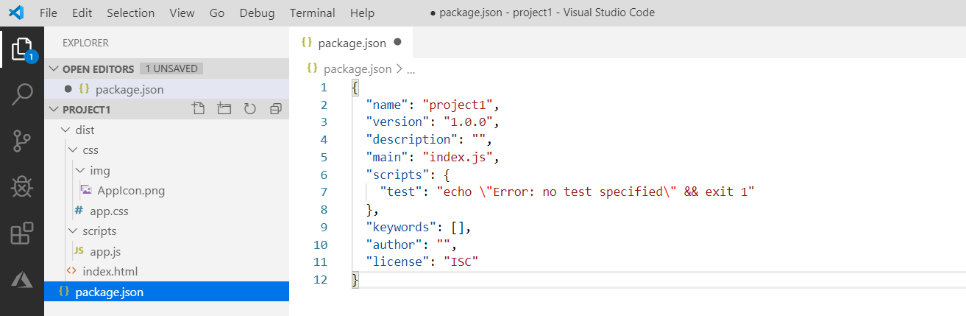 File Edit Selection View Go Debug Terminal Help ● package.json - project1 - Visual Studio Code
EXPLORER
OPEN EDITORS 1 UNSAVED
● {} package.json
PROJECT1
dist
css
img
AppIcon.png
# app.css
scripts
JS app.js
<> index.html
{} package.json
1
{} package.json ●
{} package.json > ...
1 {
2 "name": "project1",
3 "version": "1.0.0",
4 "description": "",
5 "main": "index.js",
6 "scripts": {
7 "test": "echo \"Error: no test specified\" && exit 1"
8 },
9 "keywords": [],
10 "author": "",
11 "license": "ISC"
12 }